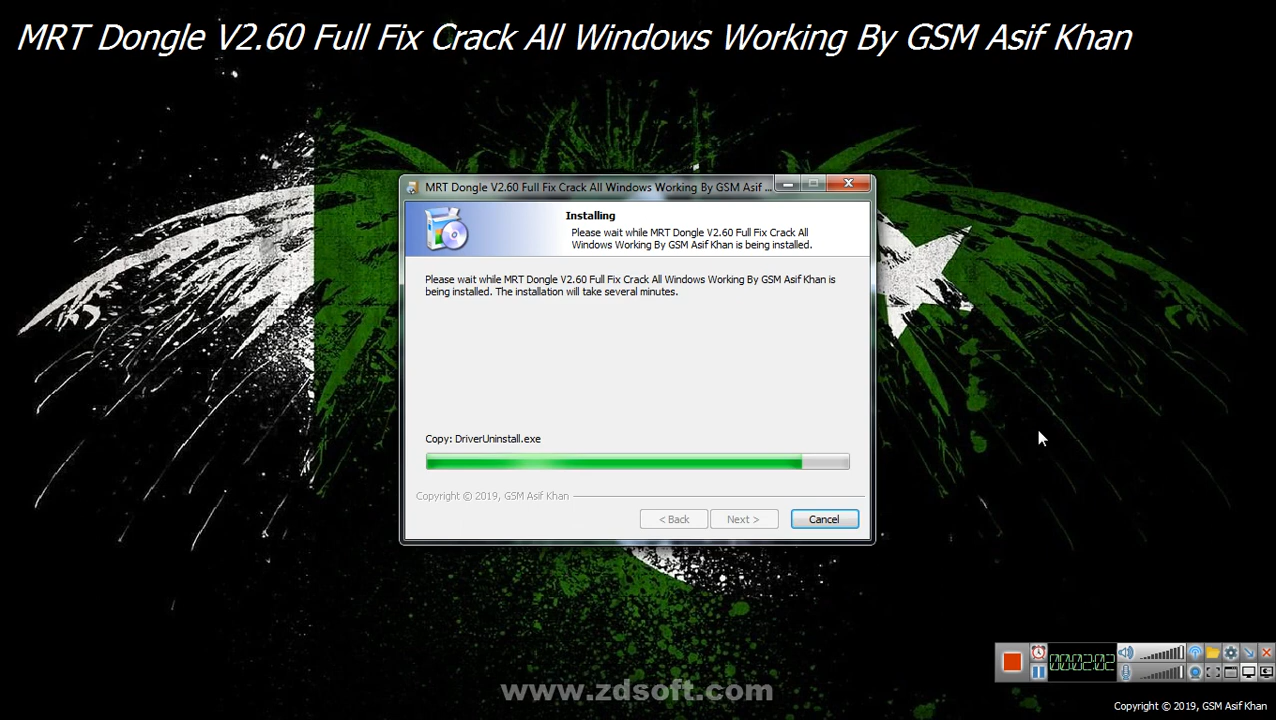 MRT Dongle V2.60 Full Fix Crack All Windows Working By GSM Asif Khan
MRT Dongle V2.60 Full Fix Crack All Windows Working By GSM Asif ...
Installing
Please wait while MRT Dongle V2.60 Full Fix Crack All
Windows Working By GSM Asif Khan is being installed.
Please wait while MRT Dongle V2.60 Full Fix Crack All Windows Working By GSM Asif Khan is
being installed. The installation will take several minutes.
Copy: DriverUninstall.exe
Copyright © 2019, GSM Asif Khan
< Back
Next >
Cancel
00:02:02
www.zdsoft.com
Copyright © 2019, GSM Asif Khan